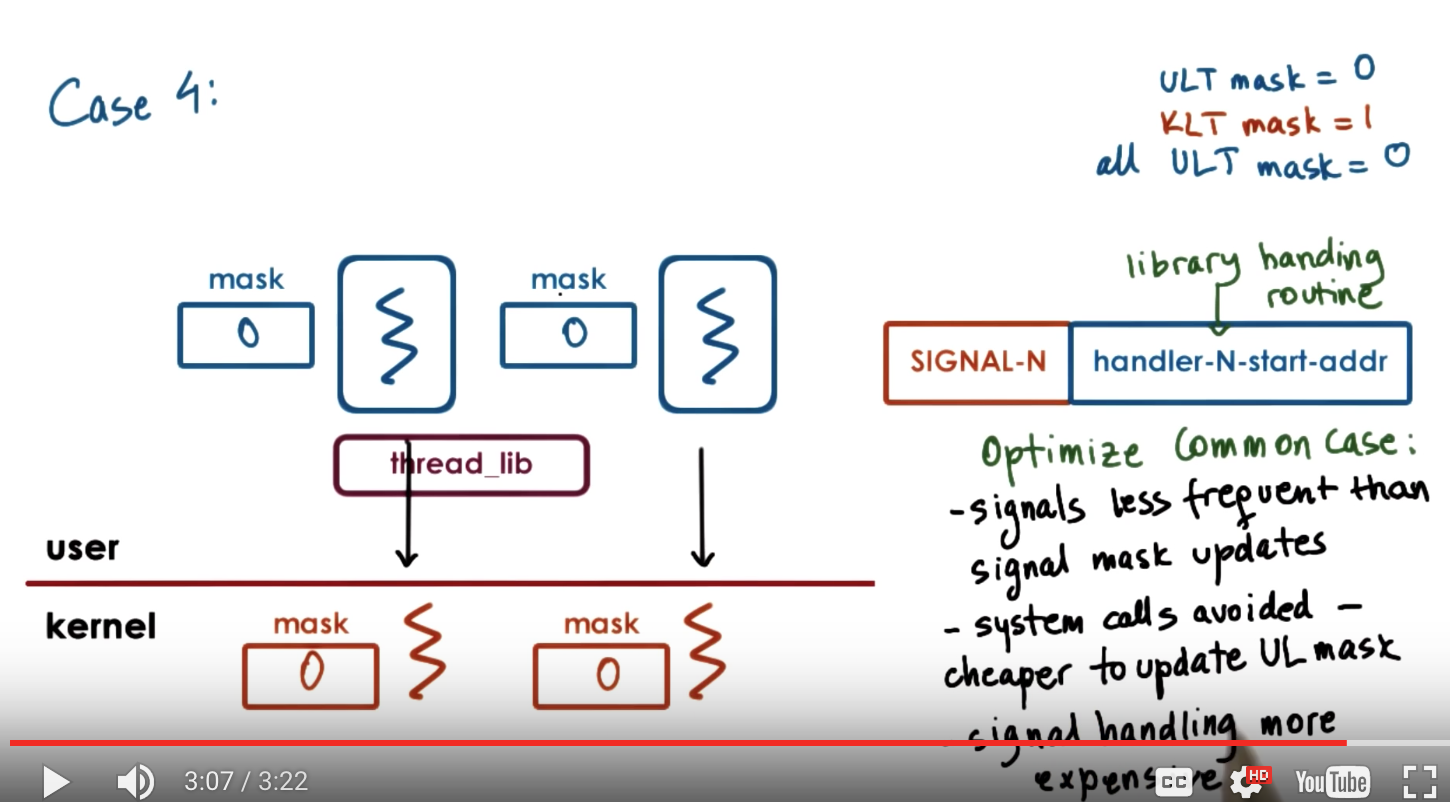 Case 4:
ULT mask = 0
KLT mask = 1
all ULT mask = 0
mask
0
mask
0
library handing
routine
SIGNAL-N
handler-N-start-addr
thread_lib
Optimize Common Case:
- signals less frequent than
signal mask updates
- system calls avoided -
cheaper to update UL mask
- signal handling more
expensive
user
kernel
mask
0
mask
0
3:07 / 3:22
CC
HD
YouTube